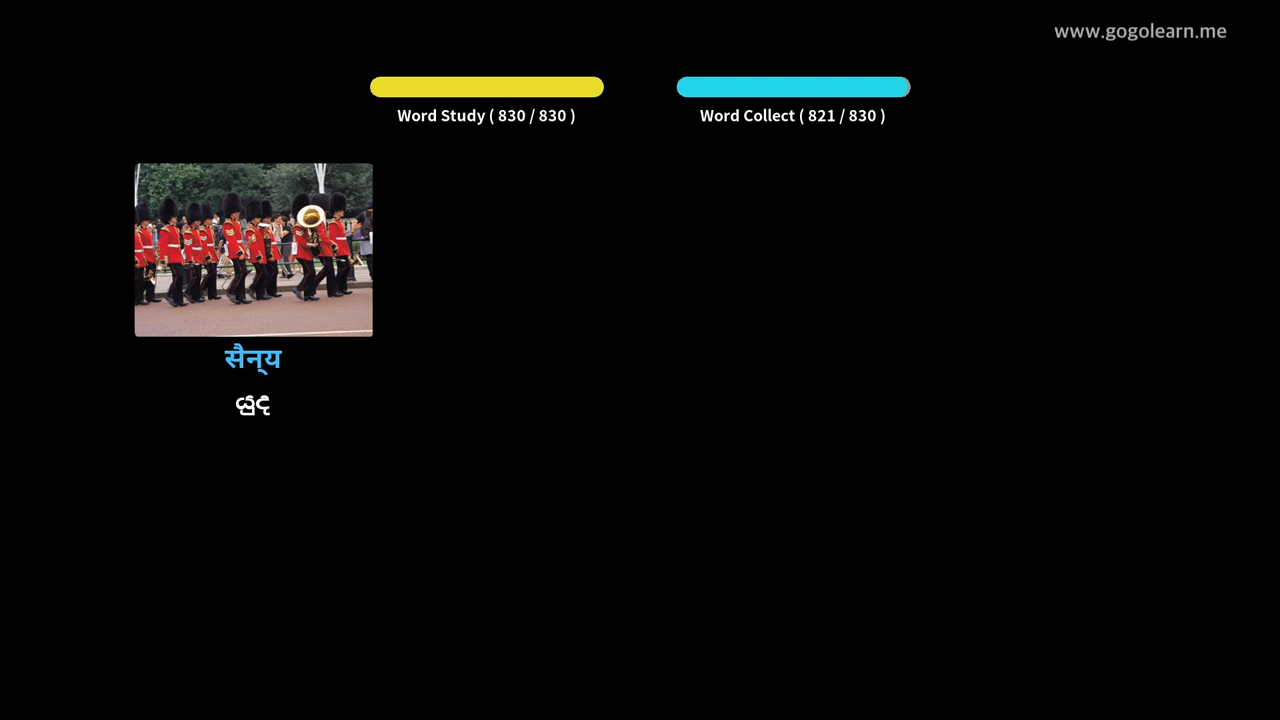 www.gogolearn.me
Word Study ( 830 / 830 )
Word Collect ( 821 / 830 )
सैन्‌य
යුද